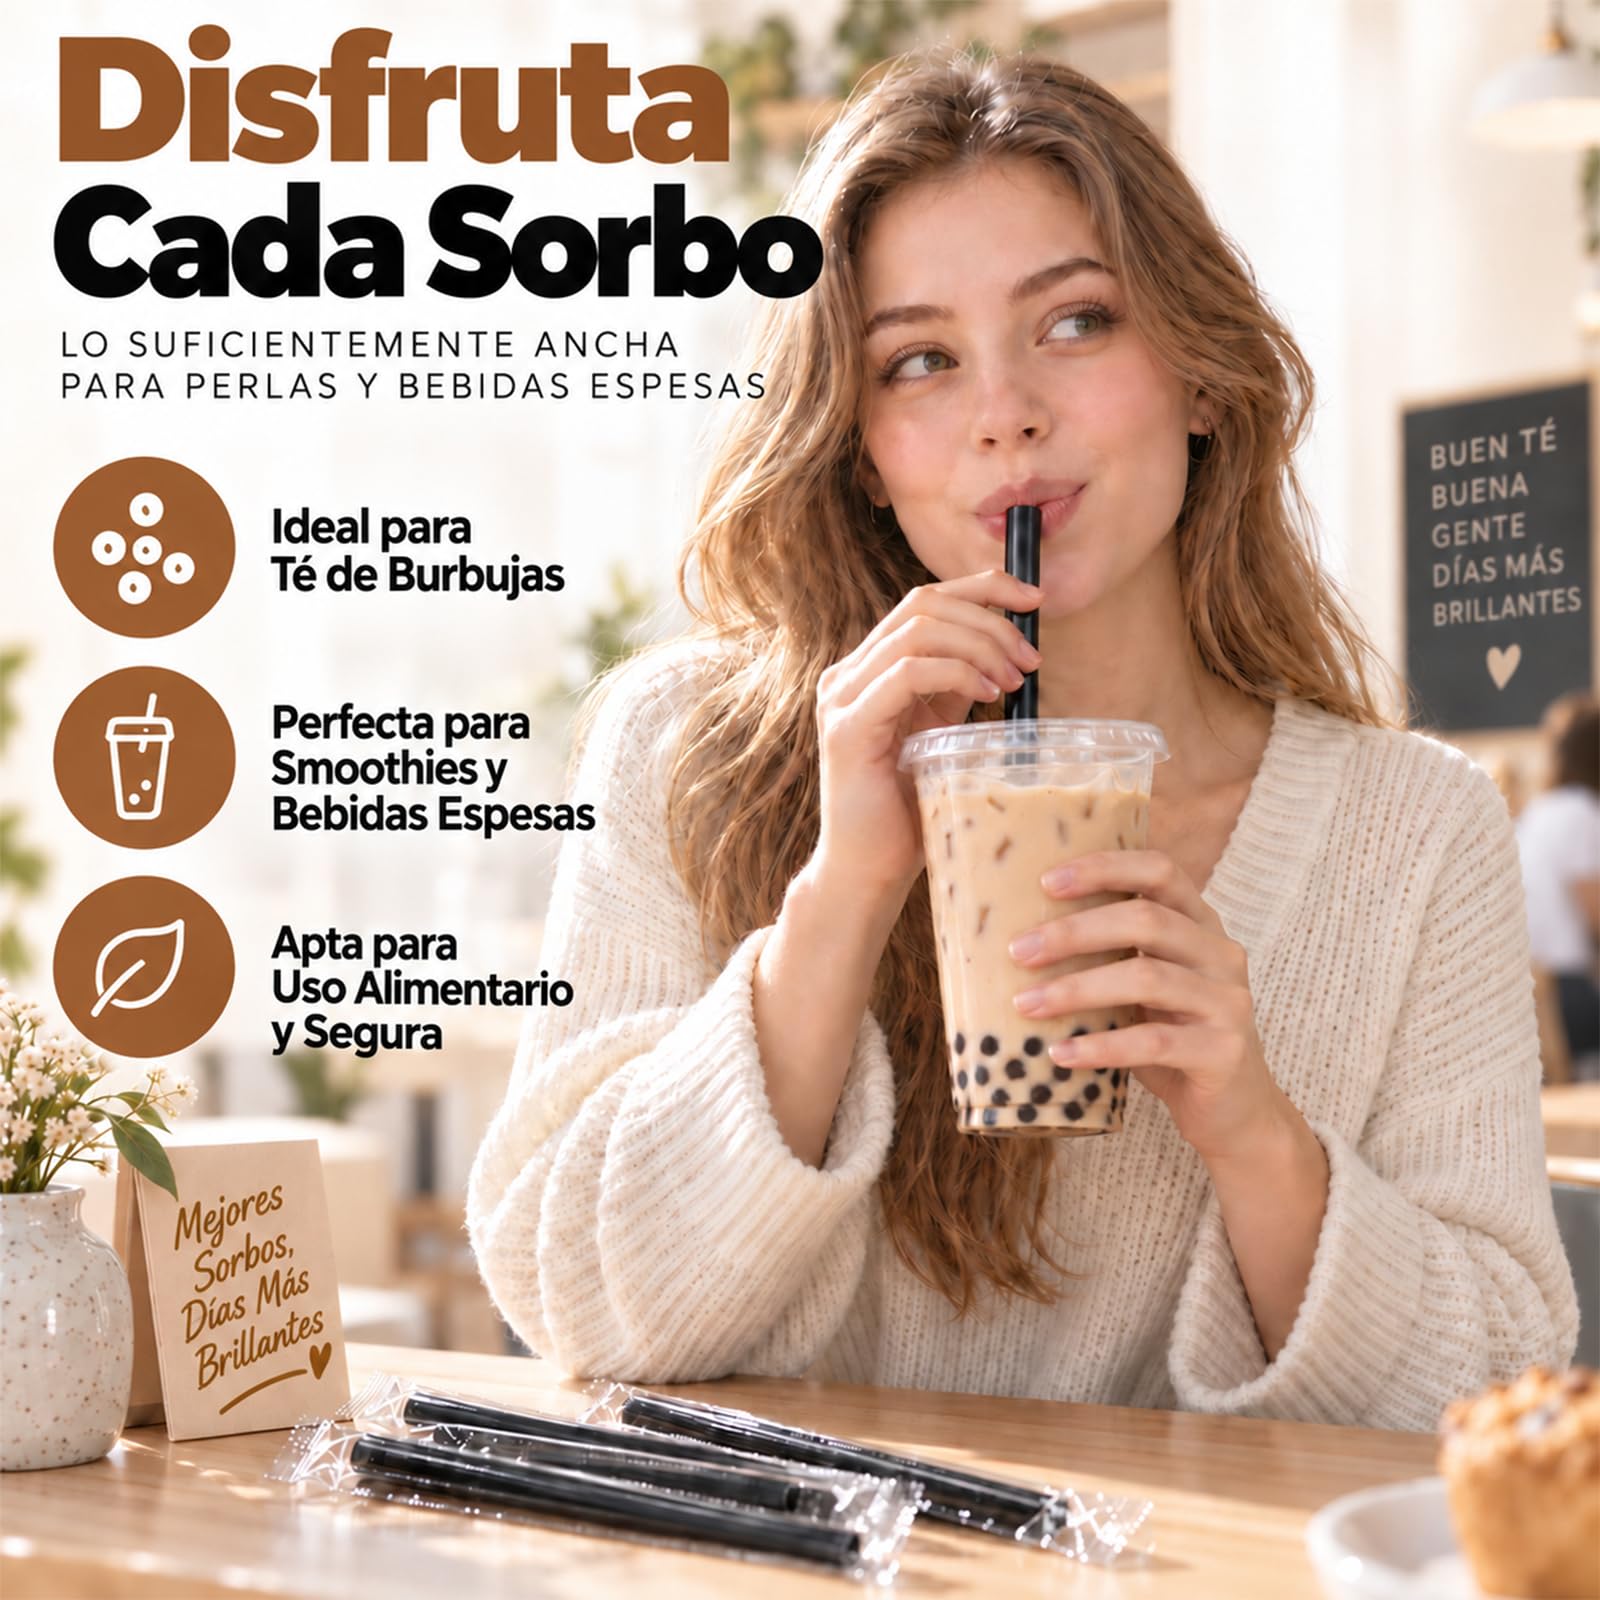 Disfruta
Cada Sorbo
LO SUFICIENTEMENTE ANCHA
PARA PERLAS Y BEBIDAS ESPESAS
Ideal para
Té de Burbujas
Perfecta para
Smoothies y
Bebidas Espesas
Apta para
Uso Alimentario
y Segura
BUEN TÉ
BUENA
GENTE
DÍAS MÁS
BRILLANTES
Mejores
Sorbos,
Días Más
Brillantes